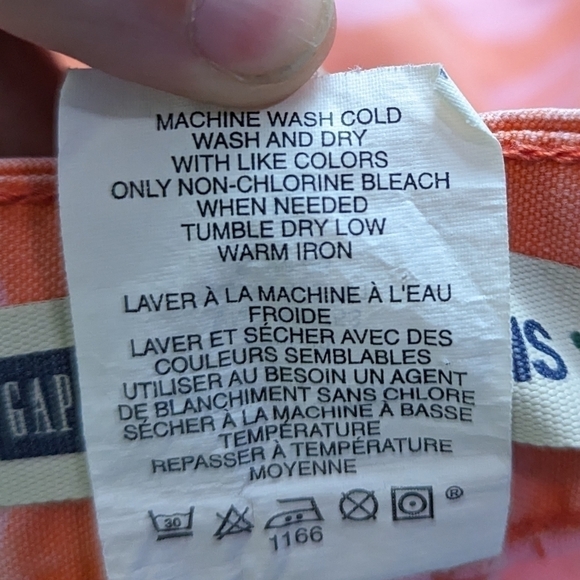 MACHINE WASH COLD
WASH AND DRY
WITH LIKE COLORS
ONLY NON-CHLORINE BLEACH
WHEN NEEDED
TUMBLE DRY LOW
WARM IRON
LAVER À LA MACHINE À L'EAU
FROIDE
LAVER ET SÉCHER AVEC DES
COULEURS SEMBLABLES
UTILISER AU BESOIN UN AGENT
DE BLANCHIMENT SANS CHLORE
SÉCHER À LA MACHINE À BASSE
TEMPÉRATURE
REPASSER À TEMPÉRATURE
MOYENNE
30 ®
1166
GAP